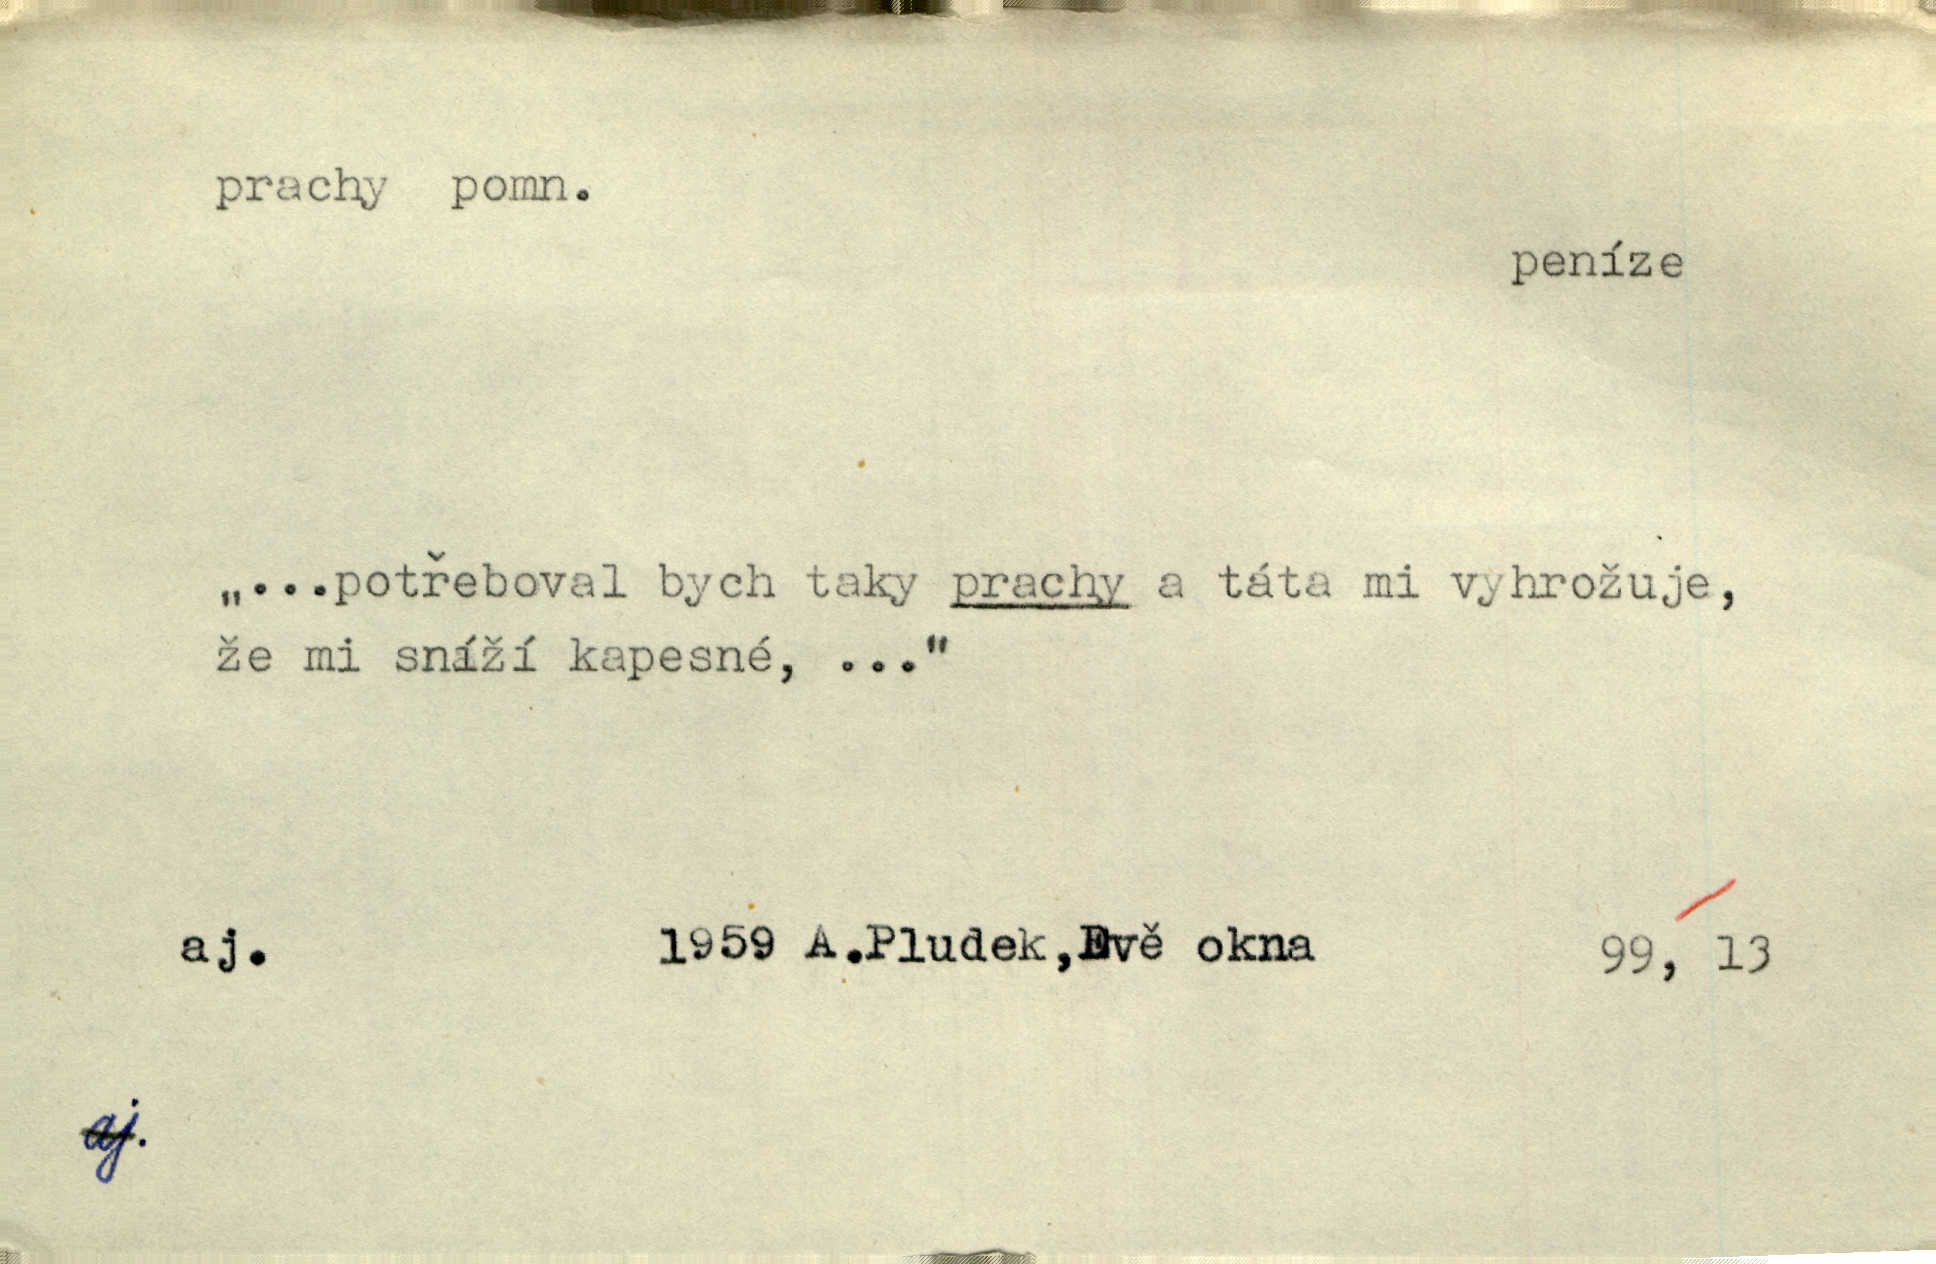 prachy pomn.
peníze
„...potřeboval bych taky prachy a táta mi vyhrožuje,
že mi sníží kapesné, ..."
aj. 1959 A.Pludek,Dvě okna 99, 13
aj.